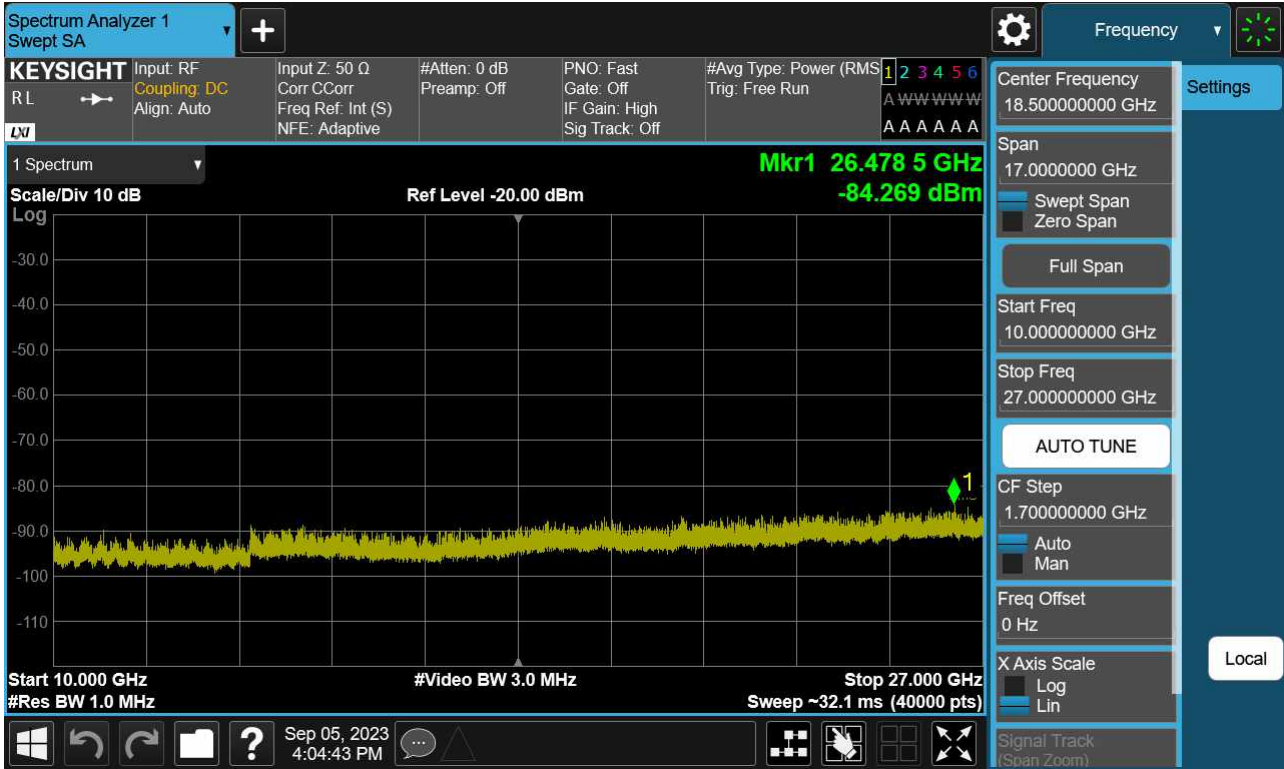 Spectrum Analyzer 1
Swept SA
+
Frequency
KEYSIGHT
R L
LXI
Input: RF
Coupling: DC
Align: Auto
Input Z: 50 Ω
Corr CCorr
Freq Ref: Int (S)
NFE: Adaptive
#Atten: 0 dB
Preamp: Off
PNO: Fast
Gate: Off
IF Gain: High
Sig Track: Off
#Avg Type: Power (RMS
Trig: Free Run
1 2 3 4 5 6
A W W W W W
A A A A A A
1 Spectrum
Scale/Div 10 dB
Log
Ref Level -20.00 dBm
Mkr1 26.478 5 GHz
-84.269 dBm
-30.0
-40.0
-50.0
-60.0
-70.0
-80.0
-90.0
-100
-110
1
Start 10.000 GHz
#Res BW 1.0 MHz
#Video BW 3.0 MHz
Stop 27.000 GHz
Sweep ~32.1 ms (40000 pts)
?
Sep 05, 2023
4:04:43 PM
Center Frequency
18.500000000 GHz
Span
17.0000000 GHz
Swept Span
Zero Span
Full Span
Start Freq
10.000000000 GHz
Stop Freq
27.000000000 GHz
AUTO TUNE
CF Step
1.700000000 GHz
Auto
Man
Freq Offset
0 Hz
X Axis Scale
Log
Lin
Signal Track
(Span Zoom)
Settings
Local